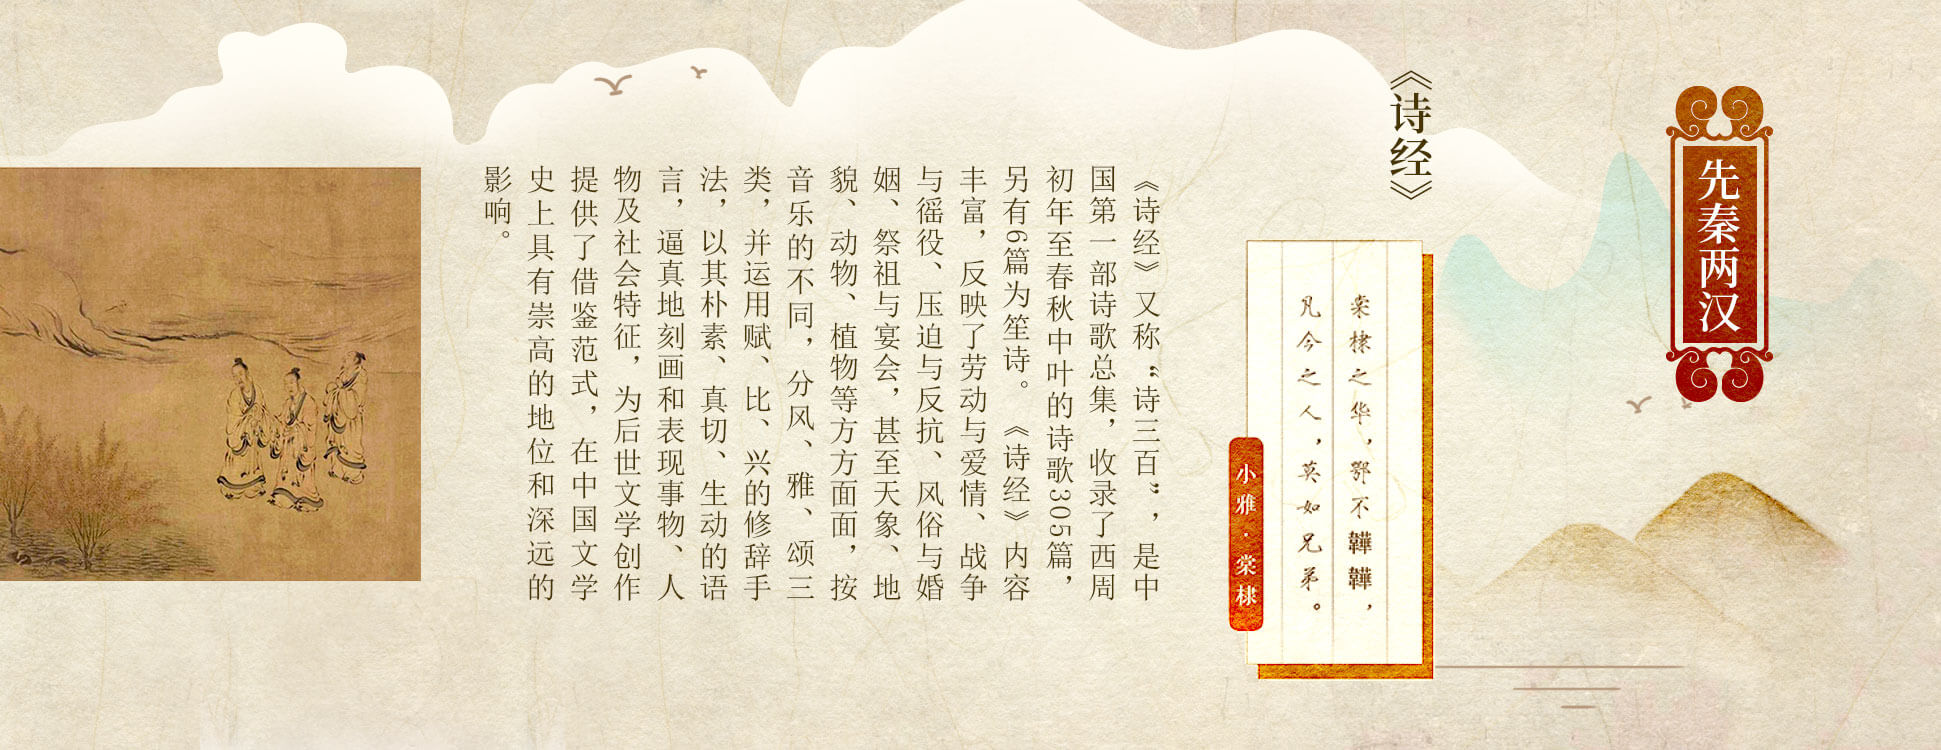 先秦两汉
《诗经》
棠棣之华，鄂不韡韡，
凡今之人，英如兄弟。
小雅·棠棣
《诗经》又称“诗三百”，是中
国第一部诗歌总集，收录了西周
初年至春秋中叶的诗歌305篇，
另有6篇为笙诗。《诗经》内容
丰富，反映了劳动与爱情、战争
与徭役、压迫与反抗、风俗与婚
姻、祭祖与宴会，甚至天象、地
貌、动物、植物等方方面面，按
音乐的不同，分风、雅、颂三
类，并运用赋、比、兴的修辞手
法，以其朴素、真切、生动的语
言，逼真地刻画和表现事物、人
物及社会特征，为后世文学创作
提供了借鉴范式，在中国文学
史上具有崇高的地位和深远的
影响。